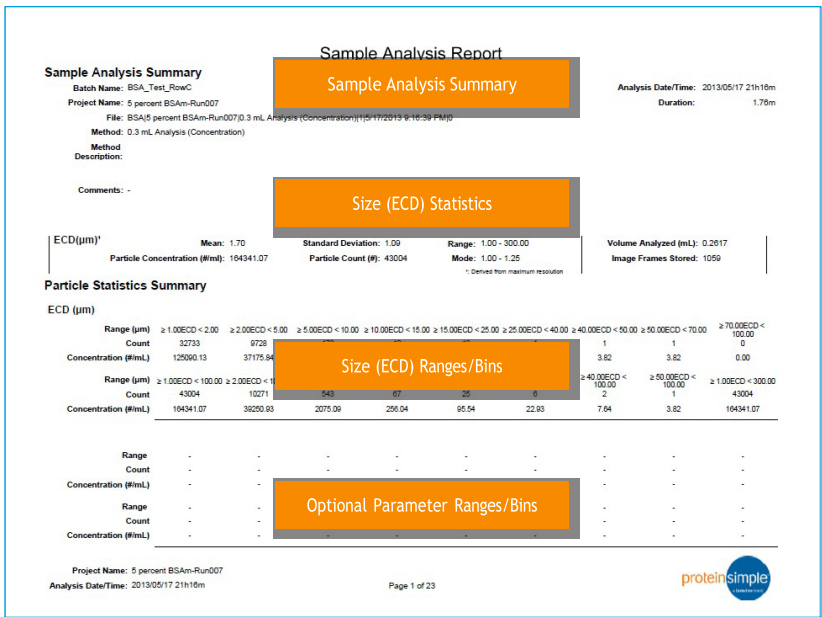 Sample Analysis Report
Sample Analysis Summary
Sample Analysis Summary
Batch Name: BSA_Test_RowC
Analysis Date/Time: 2013/05/17 21h16m
Project Name: 5 percent BSAm-Run007
Duration: 1.76m
File: BSA|5 percent BSAm-Run007|0.3 mL Analysis (Concentration)|1|5/17/2013 9:16:39 PM|0
Method: 0.3 mL Analysis (Concentration)
Method
Description:
Comments: -
Size (ECD) Statistics
ECD(µm)¹ Mean: 1.70 Standard Deviation: 1.09 Range: 1.00 - 300.00 Volume Analyzed (mL): 0.2617
Particle Concentration (#/ml): 164341.07 Particle Count (#): 43004 Mode: 1.00 - 1.25 Image Frames Stored: 1059
¹: Derived from maximum resolution
Particle Statistics Summary
ECD (µm)
Range (µm) ≥ 1.00ECD < 2.00 ≥ 2.00ECD < 5.00 ≥ 5.00ECD < 10.00 ≥ 10.00ECD < 15.00 ≥ 15.00ECD < 25.00 ≥ 25.00ECD < 40.00 ≥ 40.00ECD < 50.00 ≥ 50.00ECD < 70.00 ≥ 70.00ECD < 100.00
Count 32733 9728 1 1 0
Concentration (#/mL) 125090.13 37175.84 3.82 3.82 0.00
Size (ECD) Ranges/Bins
Range (µm) ≥ 1.00ECD < 100.00 ≥ 2.00ECD < ≥ 40.00ECD < 100.00 ≥ 50.00ECD < 100.00 ≥ 1.00ECD < 300.00
Count 43004 10271 543 67 25 6 2 1 43004
Concentration (#/mL) 164341.07 39250.93 2075.09 256.04 95.54 22.93 7.64 3.82 164341.07
Range - - - - - - - - -
Count - - - - - - - - -
Concentration (#/mL) - - - - - - - - -
Range - - - - -
Optional Parameter Ranges/Bins
Count - - - - -
Concentration (#/mL) - - - - - - - - -
Project Name: 5 percent BSAm-Run007
Analysis Date/Time: 2013/05/17 21h16m
Page 1 of 23
proteinsimple